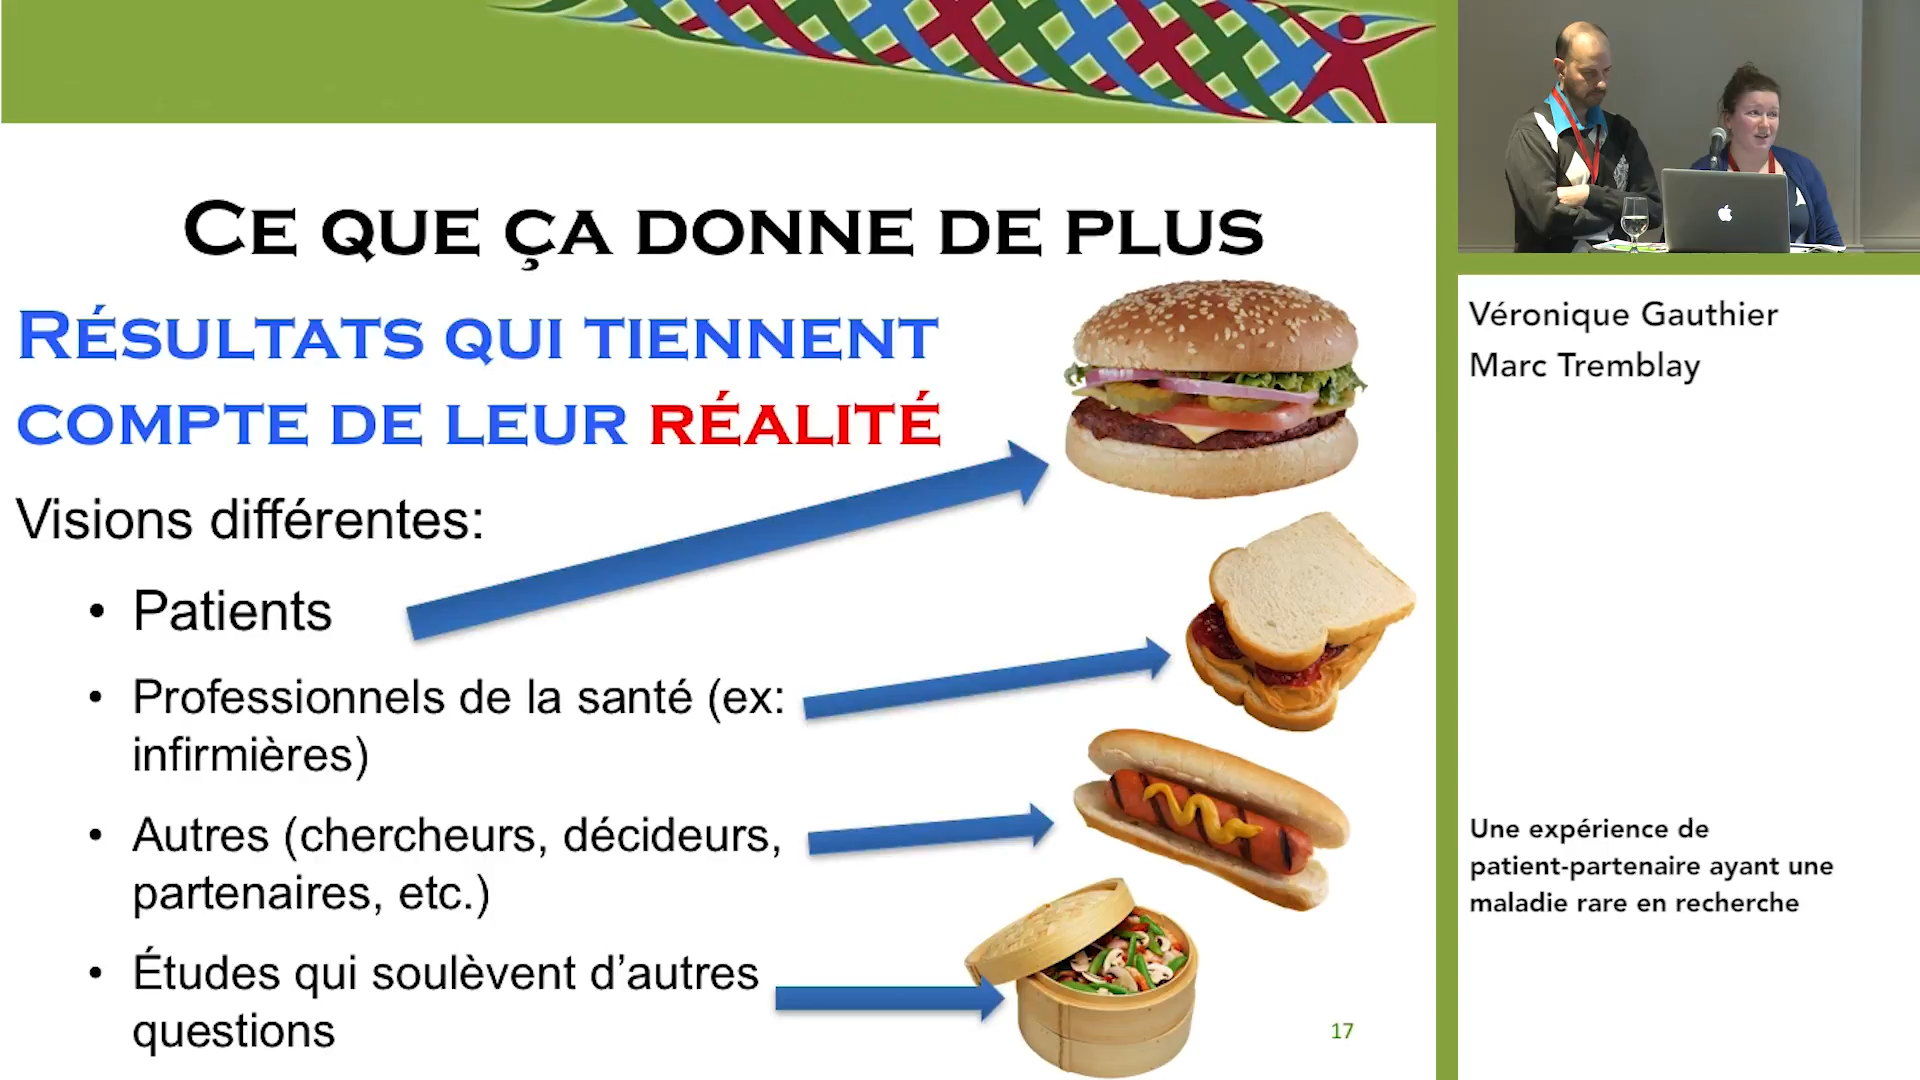 Ce que ça donne de plus
Résultats qui tiennent
compte de leur réalité
Visions différentes:
• Patients
• Professionnels de la santé (ex:
infirmières)
• Autres (chercheurs, décideurs,
partenaires, etc.)
• Études qui soulèvent d’autres
questions
17
Véronique Gauthier
Marc Tremblay
Une expérience de
patient-partenaire ayant une
maladie rare en recherche